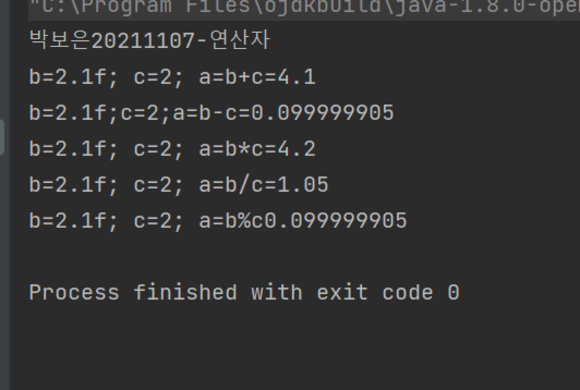 "C:\Program Files\ojdkbuild\java-1.8.0-ope
박보은20211107-연산자
b=2.1f; c=2; a=b+c=4.1
b=2.1f;c=2;a=b-c=0.099999905
b=2.1f; c=2; a=b*c=4.2
b=2.1f; c=2; a=b/c=1.05
b=2.1f; c=2; a=b%c0.099999905
Process finished with exit code 0